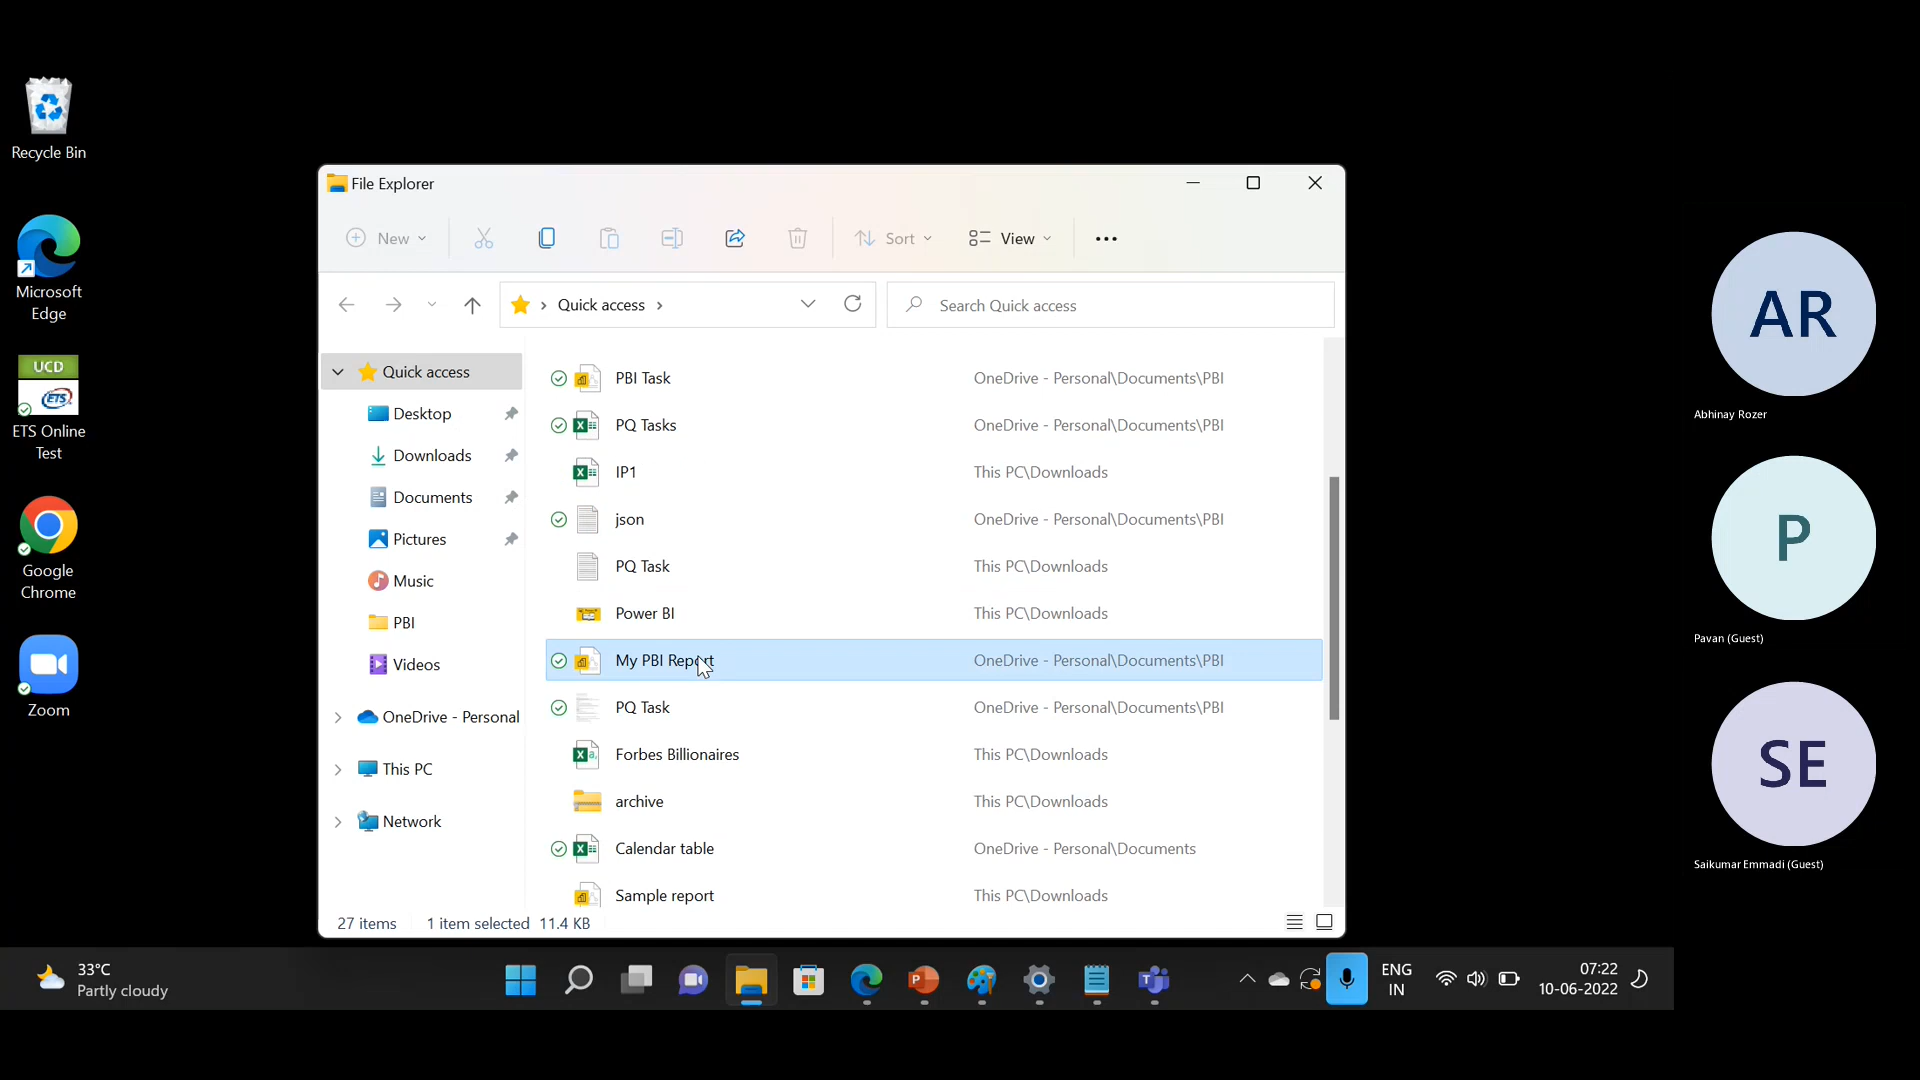 Recycle Bin
Microsoft
Edge
UCD
ETS
ETS Online
Test
Google
Chrome
Zoom
File Explorer
New
Sort
View
Quick access
Search Quick access
Quick access
Desktop
Downloads
Documents
Pictures
Music
PBI
Videos
OneDrive - Personal
This PC
Network
PBI Task OneDrive - Personal\Documents\PBI
PQ Tasks OneDrive - Personal\Documents\PBI
IP1 This PC\Downloads
json OneDrive - Personal\Documents\PBI
PQ Task This PC\Downloads
Power BI This PC\Downloads
My PBI Report OneDrive - Personal\Documents\PBI
PQ Task OneDrive - Personal\Documents\PBI
Forbes Billionaires This PC\Downloads
archive This PC\Downloads
Calendar table OneDrive - Personal\Documents
Sample report This PC\Downloads
27 items 1 item selected 11.4 KB
AR
Abhinay Rozer
P
Pavan (Guest)
SE
Saikumar Emmadi (Guest)
33°C
Partly cloudy
ENG
IN
07:22
10-06-2022